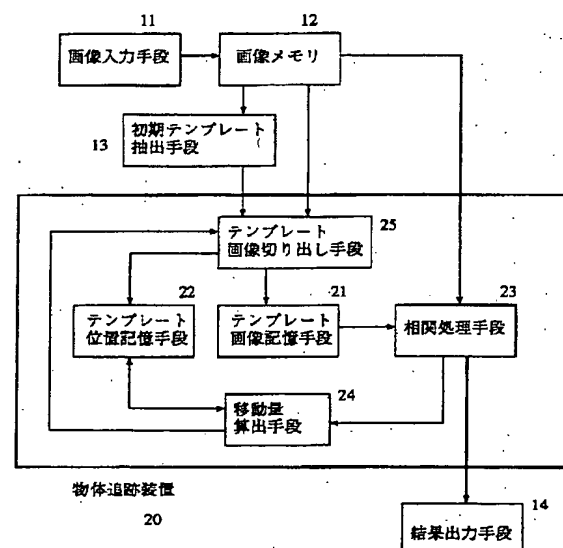 11
12
画像入力手段
画像メモリ
13
初期テンプレート
抽出手段
25
テンプレート
画像切り出し手段
22
21
23
テンプレート
位置記憶手段
テンプレート
画像記憶手段
相関処理手段
24
移動量
算出手段
物体追跡装置
20
14
結果出力手段